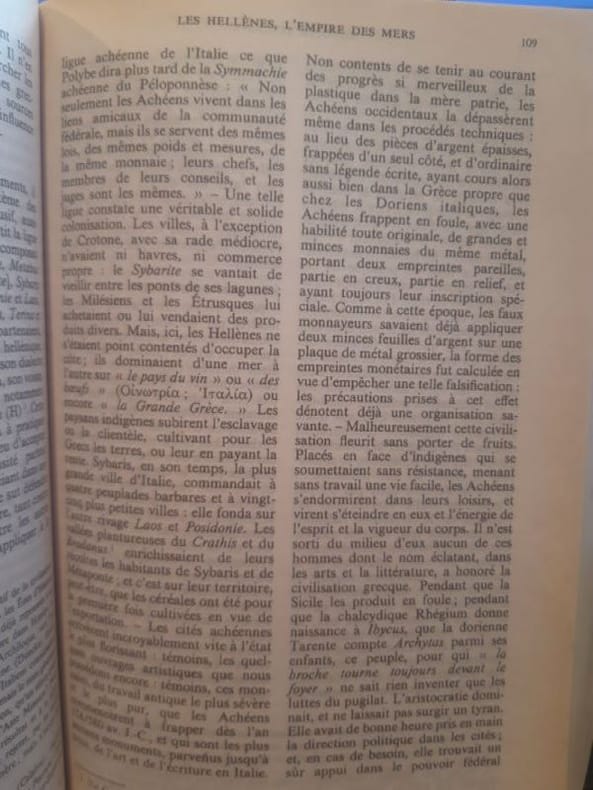 LES HELLÈNES, L'EMPIRE DES MERS
109
ligue achéenne de l'Italie ce que
Polybe dira plus tard de la Symmachie
achéenne du Péloponnèse : « Non
seulement les Achéens vivent dans les
liens amicaux de la communauté
fédérale, mais ils se servent des mêmes
lois, des mêmes poids et mesures, de
la même monnaie ; leurs chefs, les
membres de leurs conseils, et les
juges sont les mêmes. » – Une telle
ligue constate une véritable et solide
colonisation. Les villes, à l'exception
de Crotone, avec sa rade médiocre,
n'avaient ni havres, ni commerce
propre : le Sybarite se vantait de
vieillir entre les ponts de ses lagunes ;
les Milésiens et les Étrusques lui
achetaient ou lui vendaient des pro-
duits divers. Mais, ici, les Hellènes ne
s'étaient point contentés d'occuper la
côte ; ils dominaient d'une mer à
l'autre sur « le pays du vin » ou « des
bœufs » (Οἰνωτρία ; Ἰταλία) ou
encore « la Grande Grèce. » Les
paysans indigènes subirent l'esclavage
ou la clientèle, cultivant pour les
Grecs les terres, ou leur en payant la
rente. Sybaris, en son temps, la plus
grande ville d'Italie, commandait à
quatre peuplades barbares et à vingt-
cinq plus petites villes : elle fonda sur
l'autre rivage Laos et Posidonie. Les
vallées plantureuses du Crathis et du
Bradanus enrichissaient de leurs
récoltes les habitants de Sybaris et de
Métaponte ; et c'est sur leur territoire,
peut-être, que les céréales ont été pour
la première fois cultivées en vue de
l'exportation. – Les cités achéennes
arrivèrent incroyablement vite à l'état
le plus florissant : témoins, les quel-
ques ouvrages artistiques que nous
possédons encore : témoins, ces mon-
naies, du travail antique le plus sévère
et le plus pur, que les Achéens
commencèrent à frapper dès l'an
av. J.-C., et qui sont les plus
anciens monuments, parvenus jusqu'à
nous, de l'art et de l'écriture en Italie.
Non contents de se tenir au courant
des progrès si merveilleux de la
plastique dans la mère patrie, les
Achéens occidentaux la dépassèrent
même dans les procédés techniques :
au lieu des pièces d'argent épaisses,
frappées d'un seul côté, et d'ordinaire
sans légende écrite, ayant cours alors
aussi bien dans la Grèce propre que
chez les Doriens italiques, les
Achéens frappent en foule, avec une
habilité toute originale, de grandes et
minces monnaies du même métal,
portant deux empreintes pareilles,
partie en creux, partie en relief, et
ayant toujours leur inscription spé-
ciale. Comme à cette époque, les faux
monnayeurs savaient déjà appliquer
deux minces feuilles d'argent sur une
plaque de métal grossier, la forme des
empreintes monétaires fut calculée en
vue d'empêcher une telle falsification :
les précautions prises à cet effet
dénotent déjà une organisation sa-
vante. – Malheureusement cette civili-
sation fleurit sans porter de fruits.
Placés en face d'indigènes qui se
soumettaient sans résistance, menant
sans travail une vie facile, les Achéens
s'endormirent dans leurs loisirs, et
virent s'éteindre en eux et l'énergie de
l'esprit et la vigueur du corps. Il n'est
sorti du milieu d'eux aucun de ces
hommes dont le nom éclatant, dans
les arts et la littérature, a honoré la
civilisation grecque. Pendant que la
Sicile les produit en foule ; pendant
que la chalcydique Rhégium donne
naissance à Ibycus, que la dorienne
Tarente compte Archytas parmi ses
enfants, ce peuple, pour qui « la
broche tourne toujours devant le
foyer » ne sait rien inventer que les
luttes du pugilat. L'aristocratie domi-
nait, et ne laissait pas surgir un tyran.
Elle avait de bonne heure pris en main
la direction politique dans les cités ;
et, en cas de besoin, elle trouvait un
sûr appui dans le pouvoir fédéral